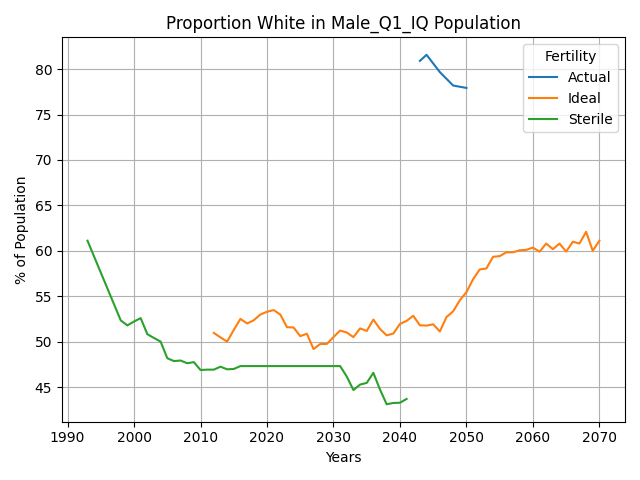 Proportion White in Male_Q1_IQ Population
% of Population
80
75
70
65
60
55
50
45
Fertility
Actual
Ideal
Sterile
1990 2000 2010 2020 2030 2040 2050 2060 2070
Years